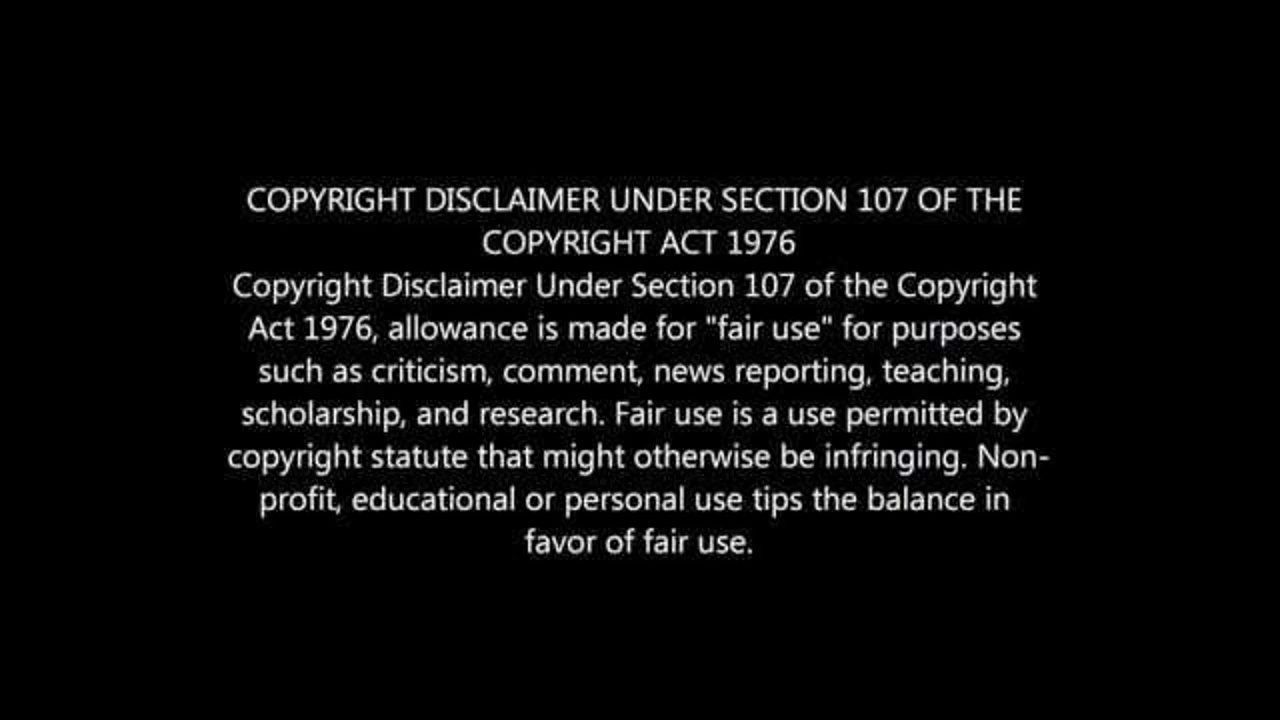 COPYRIGHT DISCLAIMER UNDER SECTION 107 OF THE
COPYRIGHT ACT 1976
Copyright Disclaimer Under Section 107 of the Copyright
Act 1976, allowance is made for "fair use" for purposes
such as criticism, comment, news reporting, teaching,
scholarship, and research. Fair use is a use permitted by
copyright statute that might otherwise be infringing. Non-
profit, educational or personal use tips the balance in
favor of fair use.